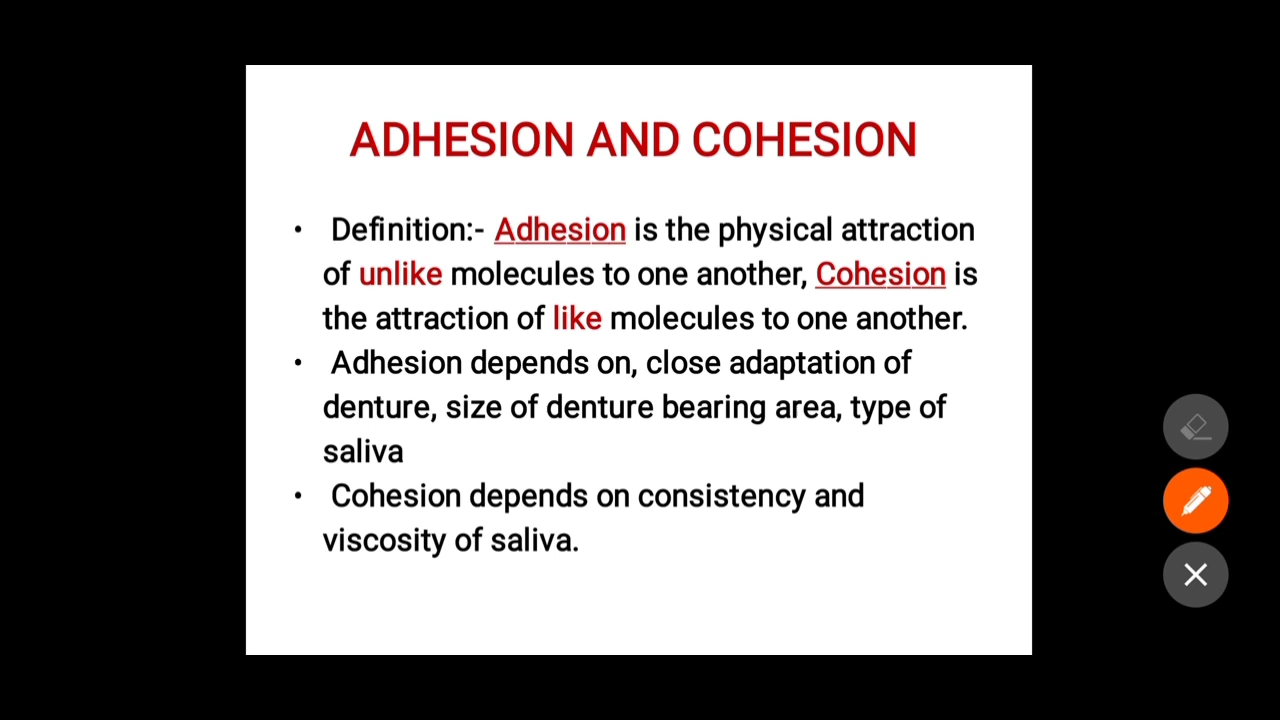 ADHESION AND COHESION
• Definition:- Adhesion is the physical attraction
of unlike molecules to one another, Cohesion is
the attraction of like molecules to one another.
• Adhesion depends on, close adaptation of
denture, size of denture bearing area, type of
saliva
• Cohesion depends on consistency and
viscosity of saliva.